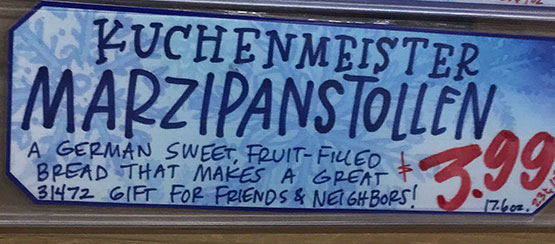 KUCHENMEISTER
MARZIPANSTOLLEN
A GERMAN SWEET, FRUIT-FILLED
BREAD THAT MAKES A GREAT
31472 GIFT FOR FRIENDS & NEIGHBORS!
$3.99
17.6oz.